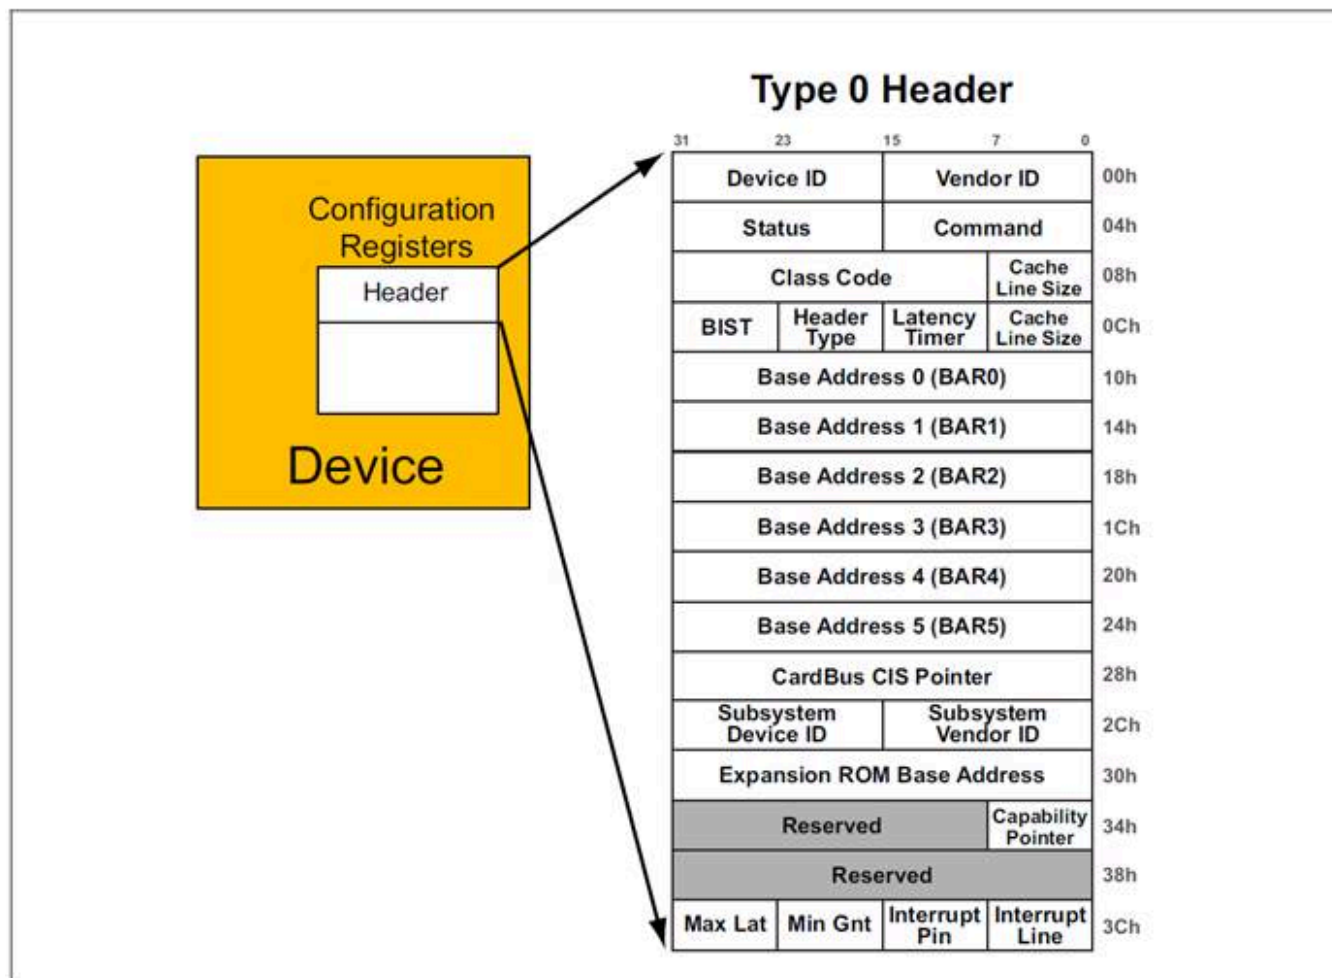 Type 0 Header
31 23 15 7 0
Configuration
Registers
Header
Device
Device ID Vendor ID 00h
Status Command 04h
Class Code Cache
Line Size 08h
BIST Header
Type Latency
Timer Cache
Line Size 0Ch
Base Address 0 (BAR0) 10h
Base Address 1 (BAR1) 14h
Base Address 2 (BAR2) 18h
Base Address 3 (BAR3) 1Ch
Base Address 4 (BAR4) 20h
Base Address 5 (BAR5) 24h
CardBus CIS Pointer 28h
Subsystem
Device ID Subsystem
Vendor ID 2Ch
Expansion ROM Base Address 30h
Reserved Capability
Pointer 34h
Reserved 38h
Max Lat Min Gnt Interrupt
Pin Interrupt
Line 3Ch